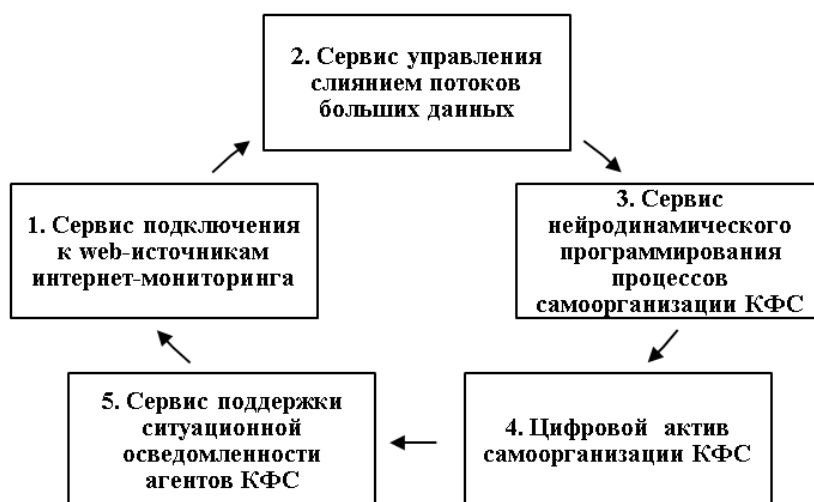 2. Сервис управления
слиянием потоков
больших данных
1. Сервис подключения
к web-источникам
интернет-мониторинга
3. Сервис
нейродинамического
программирования
процессов
самоорганизации КФС
5. Сервис поддержки
ситуационной
осведомленности
агентов КФС
4. Цифровой актив
самоорганизации КФС